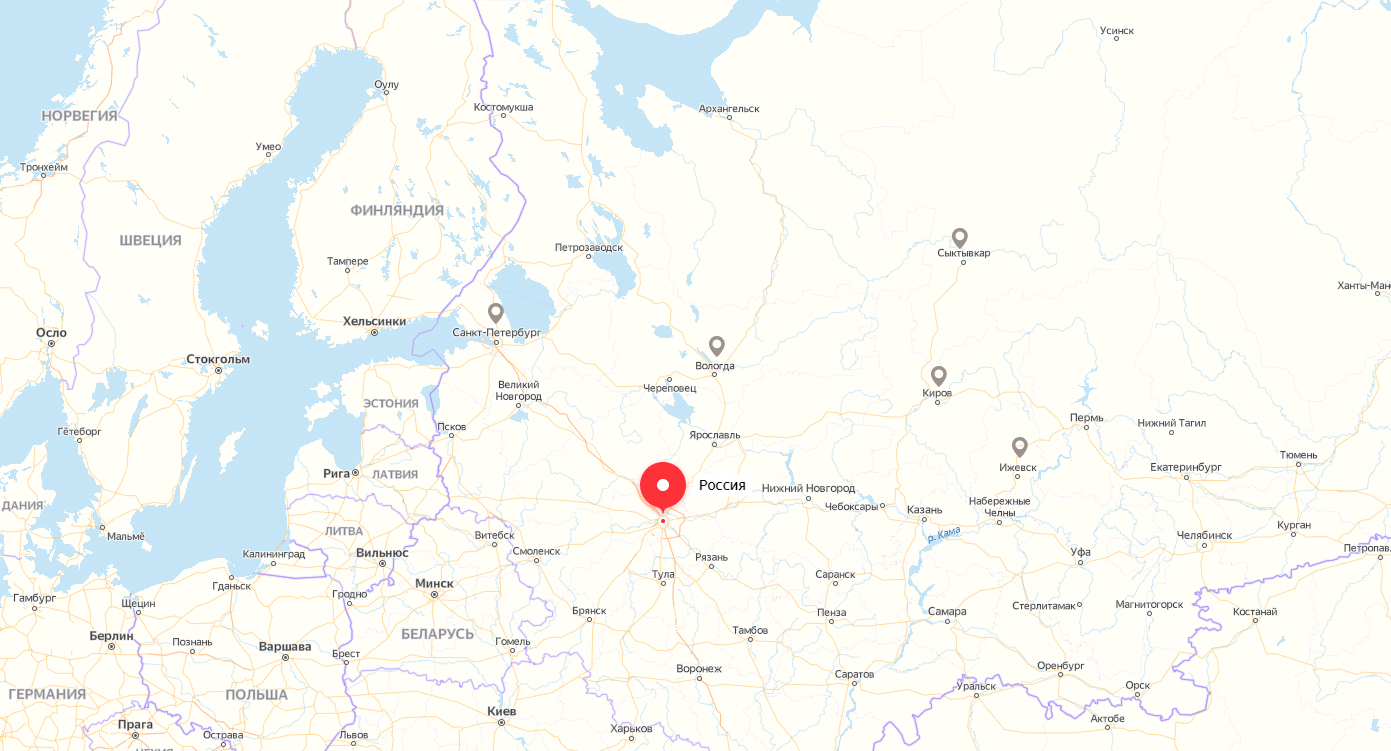 Усинск
Оулу
Костомукша
Архангельск
НОРВЕГИЯ
Умео
Тронхейм
ФИНЛЯНДИЯ
ШВЕЦИЯ
Петрозаводск
Сыктывкар
Тампере
Ханты-Манс
Хельсинки
Санкт-Петербург
Осло
Стокгольм
Вологда
Череповец
Великий
Новгород
Киров
ЭСТОНИЯ
Псков
Гётеборг
Ярославль
Пермь
Нижний Тагил
Тюмень
Рига
ЛАТВИЯ
Ижевск
Екатеринбург
Россия
Нижний Новгород
Чебоксары
Казань
Набережные
Челны
ДАНИЯ
Мальмё
ЛИТВА
Витебск
р. Кама
Челябинск
Курган
Калининград
Вильнюс
Смоленск
Рязань
Уфа
Петропавл
Гданьск
Минск
Тула
Саранск
Гродно
Гамбург
Щецин
Брянск
Пенза
Самара
Стерлитамак
Магнитогорск
Костанай
Берлин
Познань
Варшава
БЕЛАРУСЬ
Гомель
Тамбов
Брест
Воронеж
Саратов
Оренбург
Уральск
Орск
ГЕРМАНИЯ
ПОЛЬША
Киев
Актобе
Прага
Острава
Львов
Харьков
ЧЕХИЯ